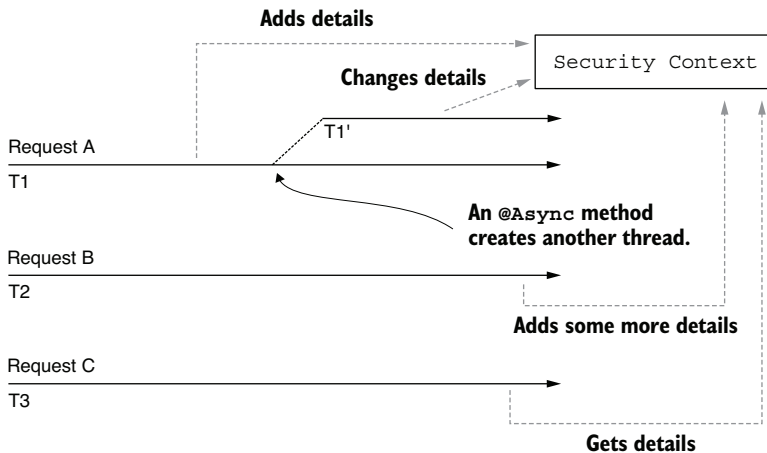 Adds details
Security Context
Changes details
T1'
Request A
T1
An @Async method
creates another thread.
Request B
T2
Adds some more details
Request C
T3
Gets details